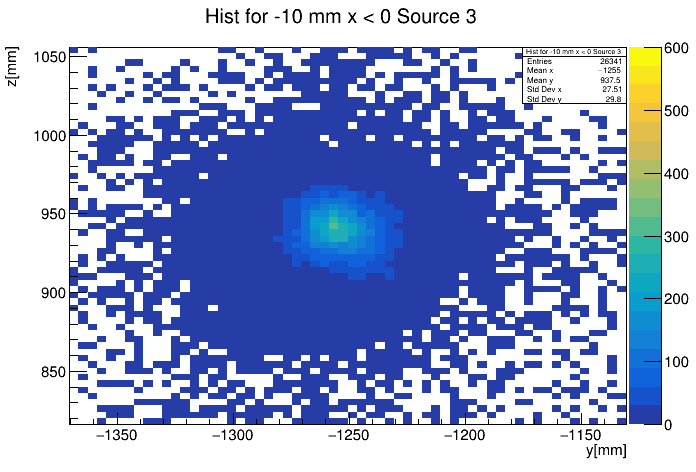 Hist for -10 mm x < 0 Source 3
Hist for -10 mm x < 0 Source 3
Entries 26341
Mean x −1255
Mean y 937.5
Std Dev x 27.51
Std Dev y 29.8
z[mm]
1050
1000
950
900
850
−1350 −1300 −1250 −1200 −1150
y[mm]
600
500
400
300
200
100
0